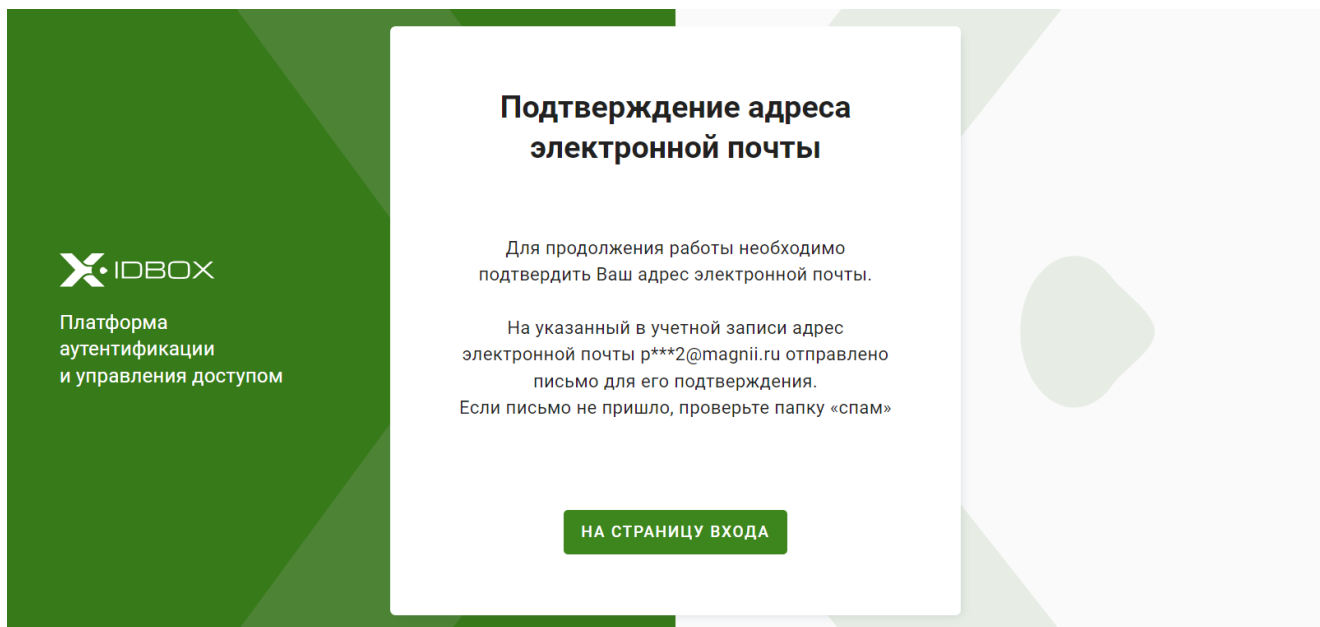 IDBOX
Платформа
аутентификации
и управления доступом
Подтверждение адреса
электронной почты
Для продолжения работы необходимо
подтвердить Ваш адрес электронной почты.
На указанный в учетной записи адрес
электронной почты p***2@magnii.ru отправлено
письмо для его подтверждения.
Если письмо не пришло, проверьте папку «спам»
НА СТРАНИЦУ ВХОДА